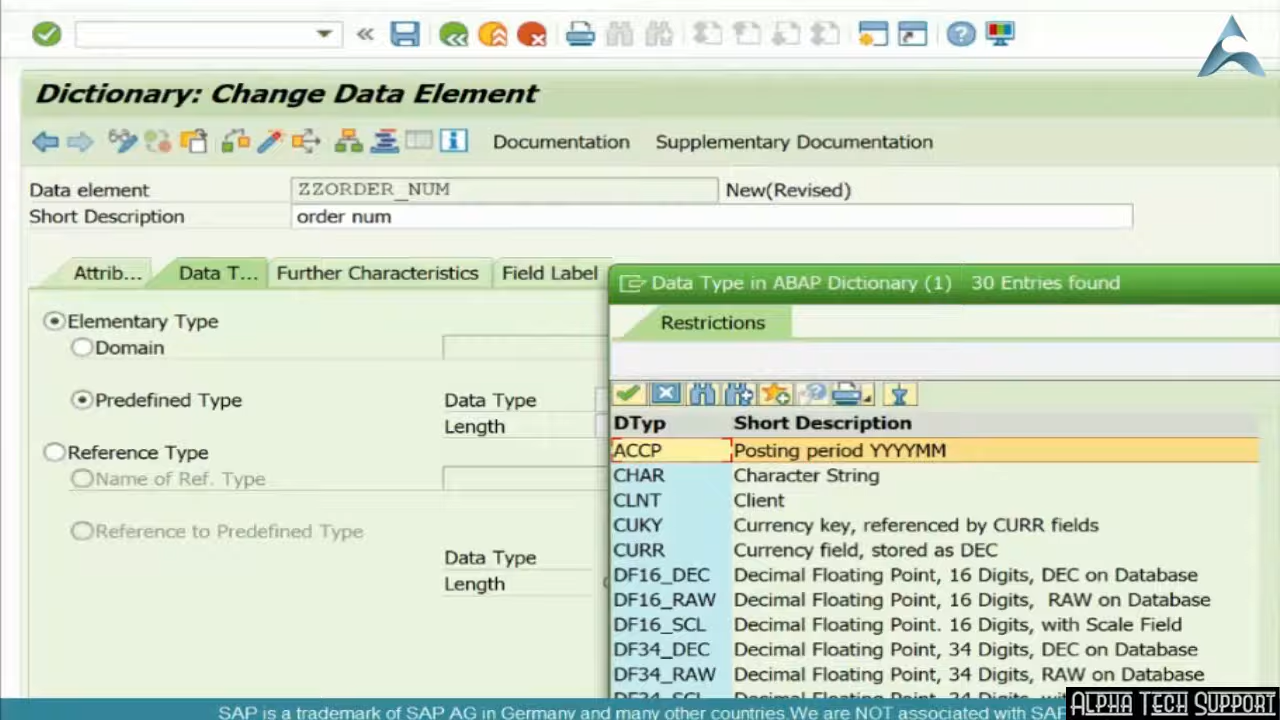 Dictionary: Change Data Element
Documentation Supplementary Documentation
Data element ZZORDER_NUM New(Revised)
Short Description order num
Attrib... Data T... Further Characteristics Field Label
Elementary Type
Domain
Predefined Type Data Type
Length
Reference Type
Name of Ref. Type
Reference to Predefined Type
Data Type
Length
Data Type in ABAP Dictionary (1) 30 Entries found
Restrictions
DTyp Short Description
ACCP Posting period YYYYMM
CHAR Character String
CLNT Client
CUKY Currency key, referenced by CURR fields
CURR Currency field, stored as DEC
DF16_DEC Decimal Floating Point, 16 Digits, DEC on Database
DF16_RAW Decimal Floating Point, 16 Digits, RAW on Database
DF16_SCL Decimal Floating Point. 16 Digits, with Scale Field
DF34_DEC Decimal Floating Point, 34 Digits, DEC on Database
DF34_RAW Decimal Floating Point, 34 Digits, RAW on Database
DF34_SCL Decimal Floating Point, 34 Digits,
SAP is a trademark of SAP AG in Germany and many other countries.We are NOT associated with SAP
ALPHA TECH SUPPORT